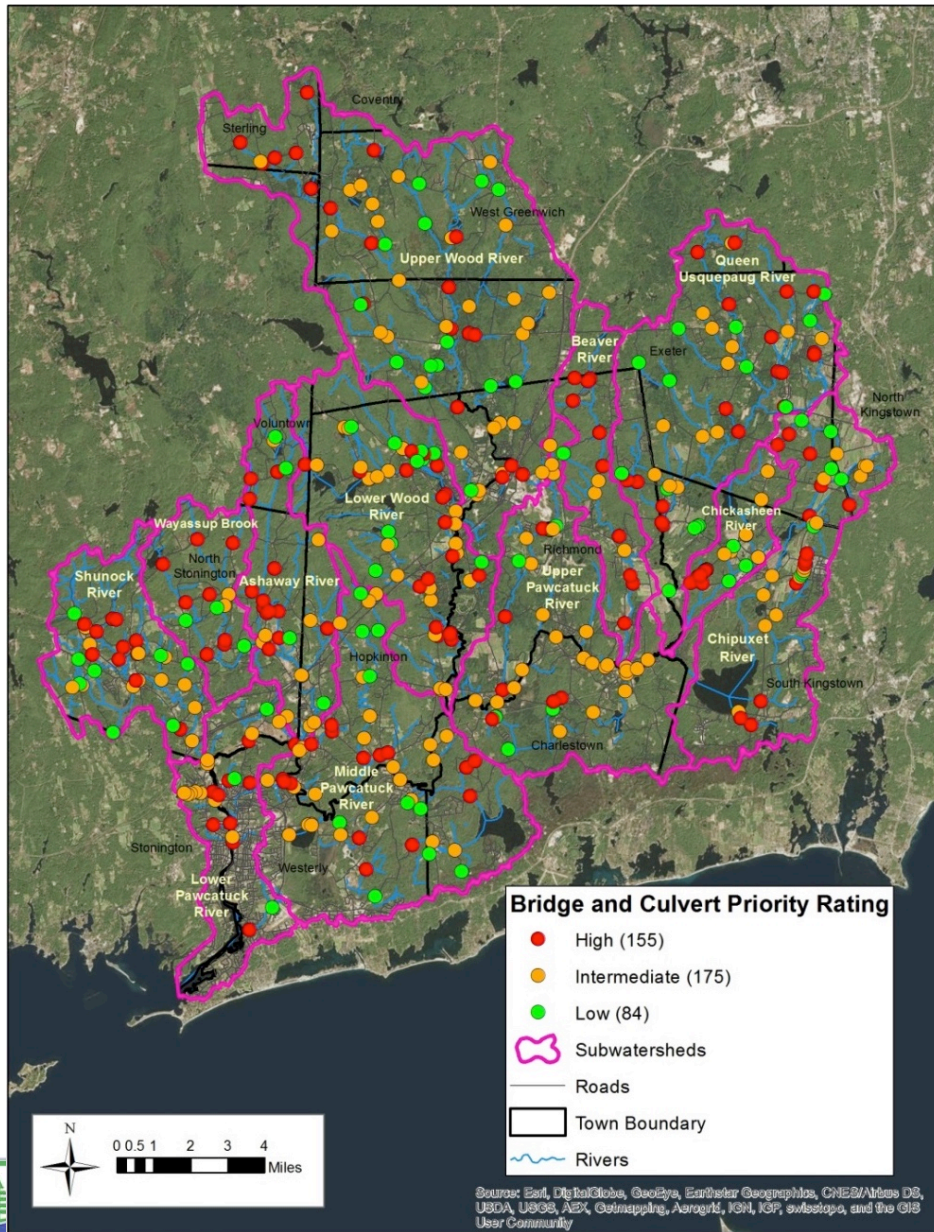 Coventry
Sterling
West Greenwich
Upper Wood River
Queen
Usquepaug River
Beaver
River
Exeter
North
Kingstown
Voluntown
Lower Wood
River
Chickasheen
River
Wayassup Brook
North
Stonington
Ashaway River
Shunock
River
Richmond
Upper
Pawcatuck
River
Hopkinton
Chipuxet
River
South Kingstown
Charlestown
Middle
Pawcatuck
River
Stonington
Westerly
Lower
Pawcatuck
River
Bridge and Culvert Priority Rating
High (155)
Intermediate (175)
Low (84)
Subwatersheds
Roads
Town Boundary
Rivers
N
0 0.5 1 2 3 4
Miles
Source: Esri, DigitalGlobe, GeoEye, Earthstar Geographics, CNES/Airbus DS,
USDA, USGS, AEX, Getmapping, Aerogrid, IGN, IGP, swisstopo, and the GIS
User Community